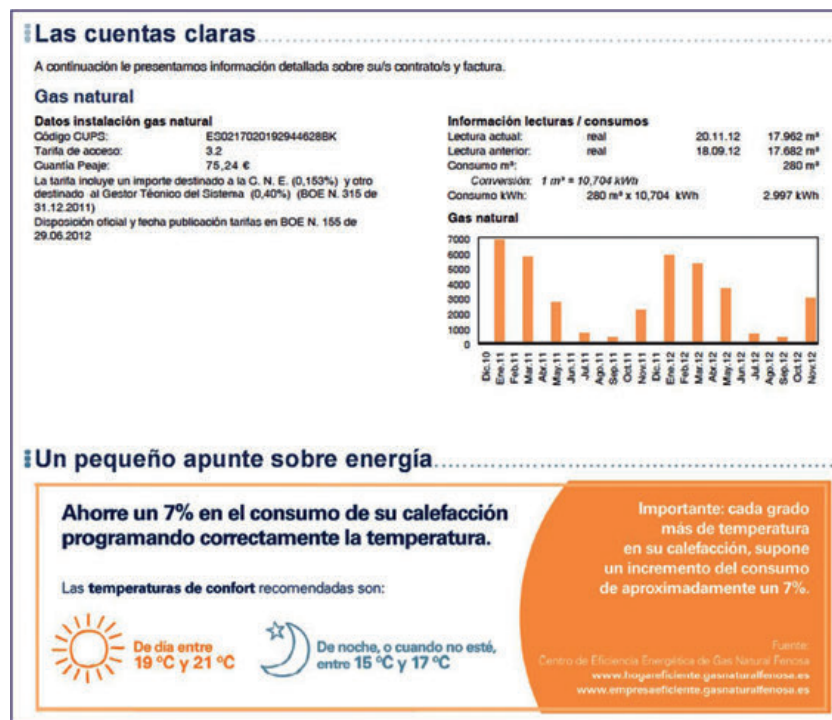 Las cuentas claras
A continuación le presentamos información detallada sobre su/s contrato/s y factura.
Gas natural
Datos instalación gas natural
Código CUPS: ES0217020192944628BK
Tarifa de acceso: 3.2
Cuantía Peaje: 75,24 €
La tarifa incluye un importe destinado a la C. N. E. (0,153%) y otro
destinado al Gestor Técnico del Sistema (0,40%) (BOE N. 315 de
31.12.2011)
Disposición oficial y fecha publicación tarifas en BOE N. 155 de
29.06.2012
Información lecturas / consumos
Lectura actual: real 20.11.12 17.962 m³
Lectura anterior: real 18.09.12 17.682 m³
Consumo m³: 280 m³
Conversión: 1 m³ = 10,704 kWh
Consumo kWh: 280 m³ x 10,704 kWh 2.997 kWh
Gas natural
7000
6000
5000
4000
3000
2000
1000
0
Dic.10
Ene.11
Feb.11
Mar.11
Abr.11
May.11
Jun.11
Jul.11
Ago.11
Sep.11
Oct.11
Nov.11
Dic.11
Ene.12
Feb.12
Mar.12
Abr.12
May.12
Jun.12
Jul.12
Ago.12
Sep.12
Oct.12
Nov.12
Un pequeño apunte sobre energía
Ahorre un 7% en el consumo de su calefacción
programando correctamente la temperatura.
Las temperaturas de confort recomendadas son:
De día entre
19 ºC y 21 ºC
De noche, o cuando no esté,
entre 15 ºC y 17 ºC
Importante: cada grado
más de temperatura
en su calefacción, supone
un incremento del consumo
de aproximadamente un 7%.
Fuente:
Centro de Eficiencia Energética de Gas Natural Fenosa
www.hogareficiente.gasnaturalfenosa.es
www.empresaeficiente.gasnaturalfenosa.es